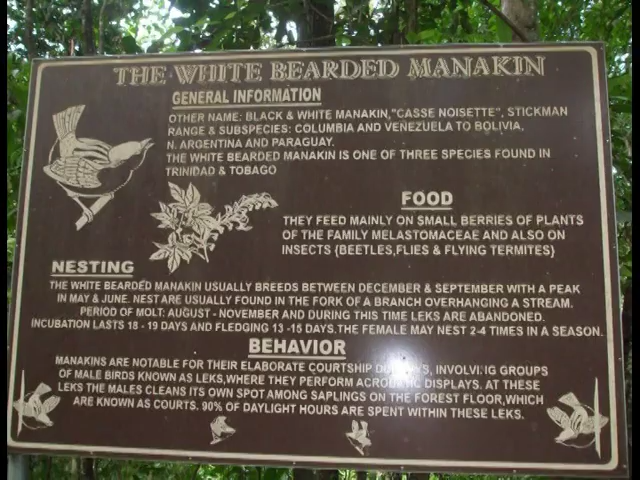 THE WHITE BEARDED MANAKIN
GENERAL INFORMATION
OTHER NAME: BLACK & WHITE MANAKIN,"CASSE NOISETTE", STICKMAN
RANGE & SUBSPECIES: COLUMBIA AND VENEZUELA TO BOLIVIA,
N. ARGENTINA AND PARAGUAY.
THE WHITE BEARDED MANAKIN IS ONE OF THREE SPECIES FOUND IN
TRINIDAD & TOBAGO
FOOD
THEY FEED MAINLY ON SMALL BERRIES OF PLANTS
OF THE FAMILY MELASTOMACEAE AND ALSO ON
INSECTS {BEETLES,FLIES & FLYING TERMITES}
NESTING
THE WHITE BEARDED MANAKIN USUALLY BREEDS BETWEEN DECEMBER & SEPTEMBER WITH A PEAK
IN MAY & JUNE. NEST ARE USUALLY FOUND IN THE FORK OF A BRANCH OVERHANGING A STREAM.
PERIOD OF MOLT: AUGUST - NOVEMBER AND DURING THIS TIME LEKS ARE ABANDONED.
INCUBATION LASTS 18 - 19 DAYS AND FLEDGING 13 -15 DAYS.THE FEMALE MAY NEST 2-4 TIMES IN A SEASON.
BEHAVIOR
MANAKINS ARE NOTABLE FOR THEIR ELABORATE COURTSHIP INVOLVING GROUPS
OF MALE BIRDS KNOWN AS LEKS,WHERE THEY PERFORM DISPLAYS. AT THESE
LEKS THE MALES CLEANS ITS OWN SPOT AMONG SAPLINGS ON THE FOREST FLOOR,WHICH
ARE KNOWN AS COURTS. 90% OF DAYLIGHT HOURS ARE SPENT WITHIN THESE LEKS.